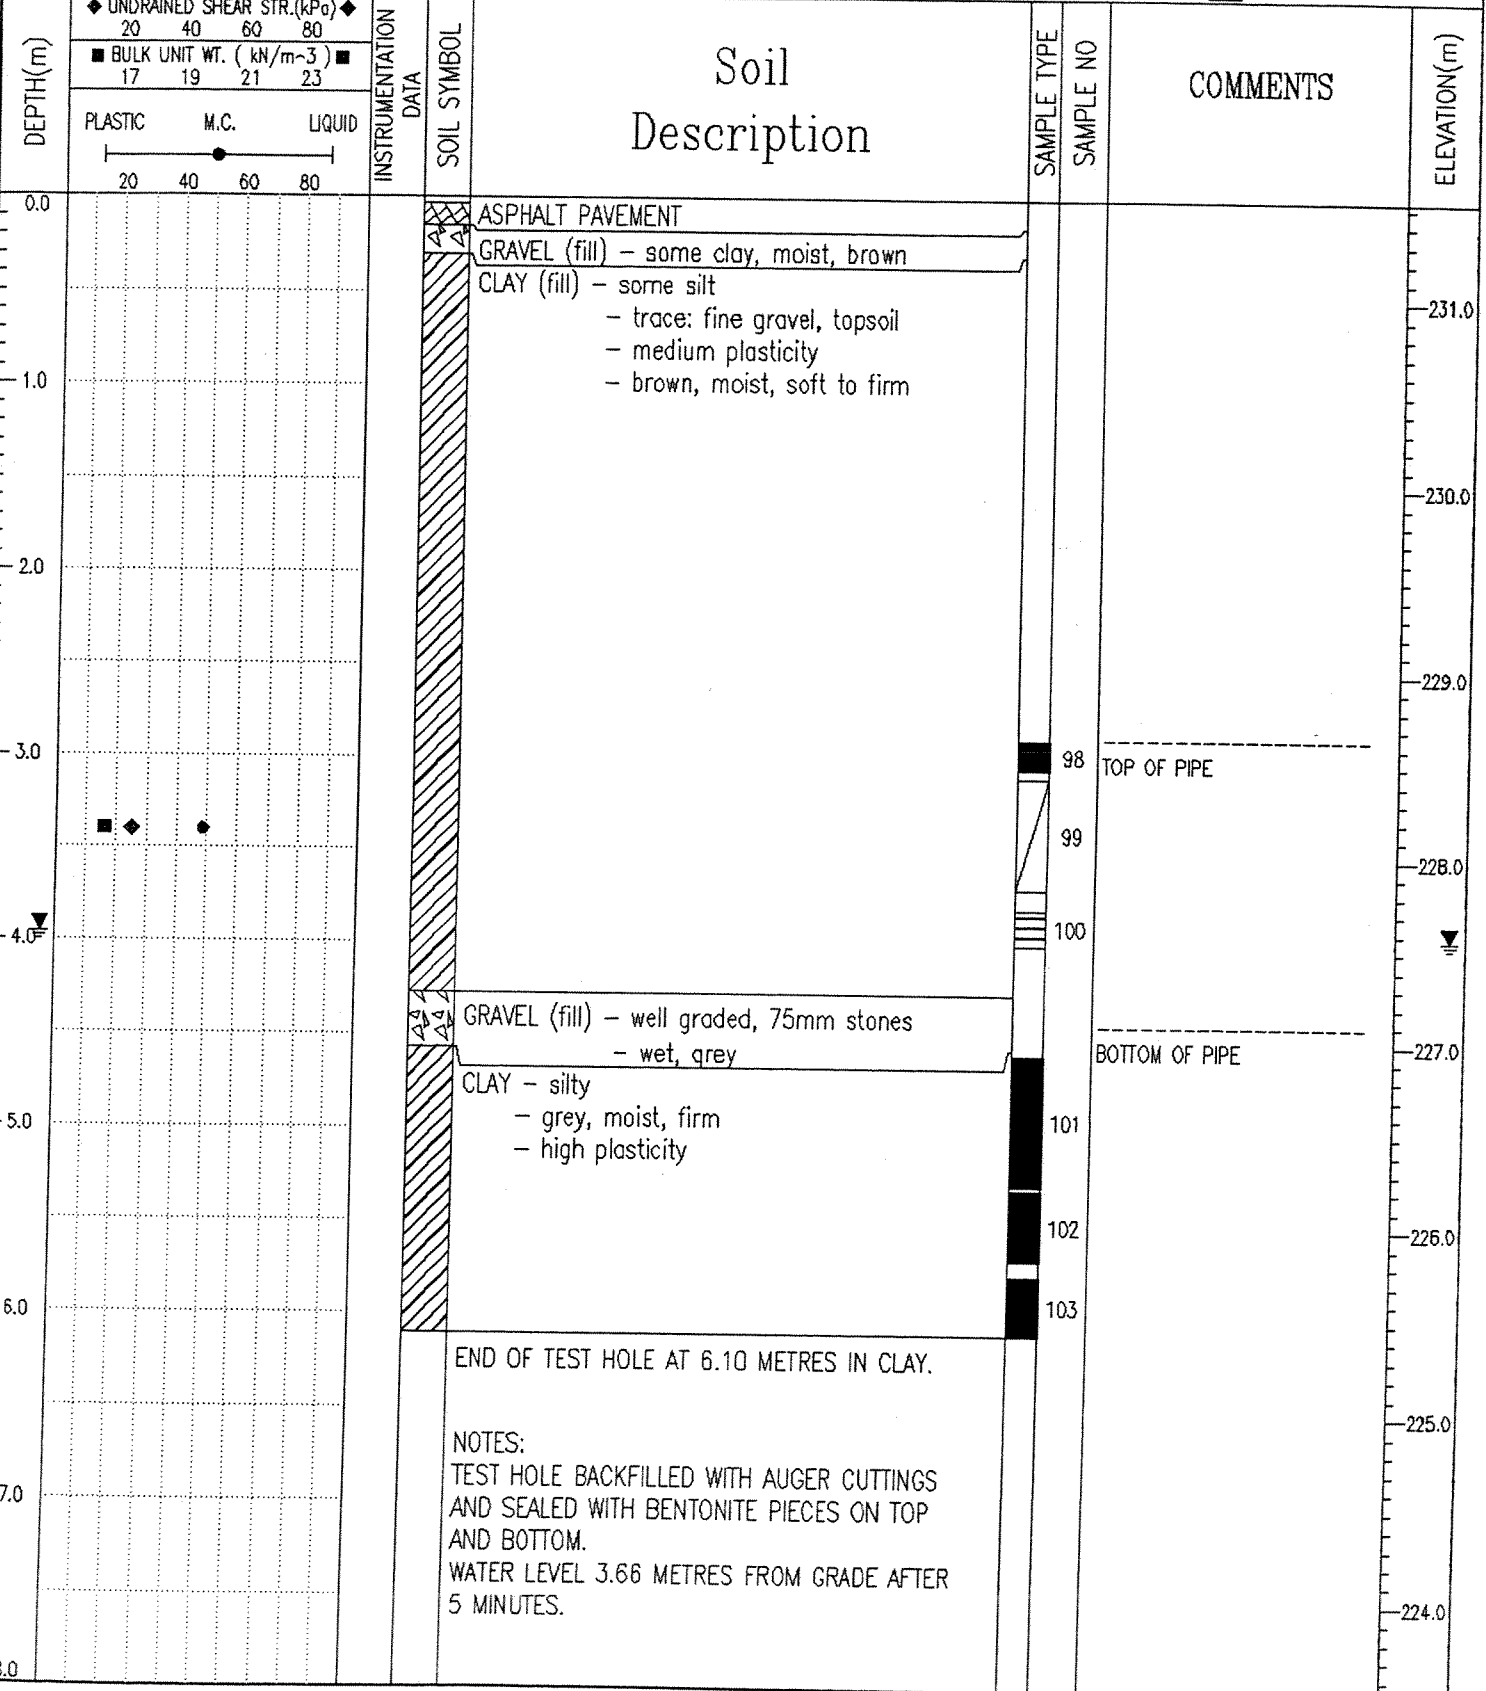 ◆ UNDRAINED SHEAR STR.(kPa) ◆
20 40 60 80
■ BULK UNIT WT. ( kN/m~3 ) ■
17 19 21 23
PLASTIC M.C. LIQUID
20 40 60 80
DEPTH(m)
INSTRUMENTATION
DATA
SOIL SYMBOL
Soil
Description
SAMPLE TYPE
SAMPLE NO
COMMENTS
ELEVATION(m)
0.0
ASPHALT PAVEMENT
GRAVEL (fill) – some clay, moist, brown
CLAY (fill) – some silt
– trace: fine gravel, topsoil
– medium plasticity
– brown, moist, soft to firm
231.0
1.0
230.0
2.0
229.0
3.0
98
TOP OF PIPE
99
228.0
4.0
100
GRAVEL (fill) – well graded, 75mm stones
– wet, grey
227.0
BOTTOM OF PIPE
CLAY – silty
– grey, moist, firm
– high plasticity
5.0
101
102
226.0
6.0
103
END OF TEST HOLE AT 6.10 METRES IN CLAY.
225.0
NOTES:
TEST HOLE BACKFILLED WITH AUGER CUTTINGS
AND SEALED WITH BENTONITE PIECES ON TOP
AND BOTTOM.
WATER LEVEL 3.66 METRES FROM GRADE AFTER
5 MINUTES.
7.0
224.0
.0